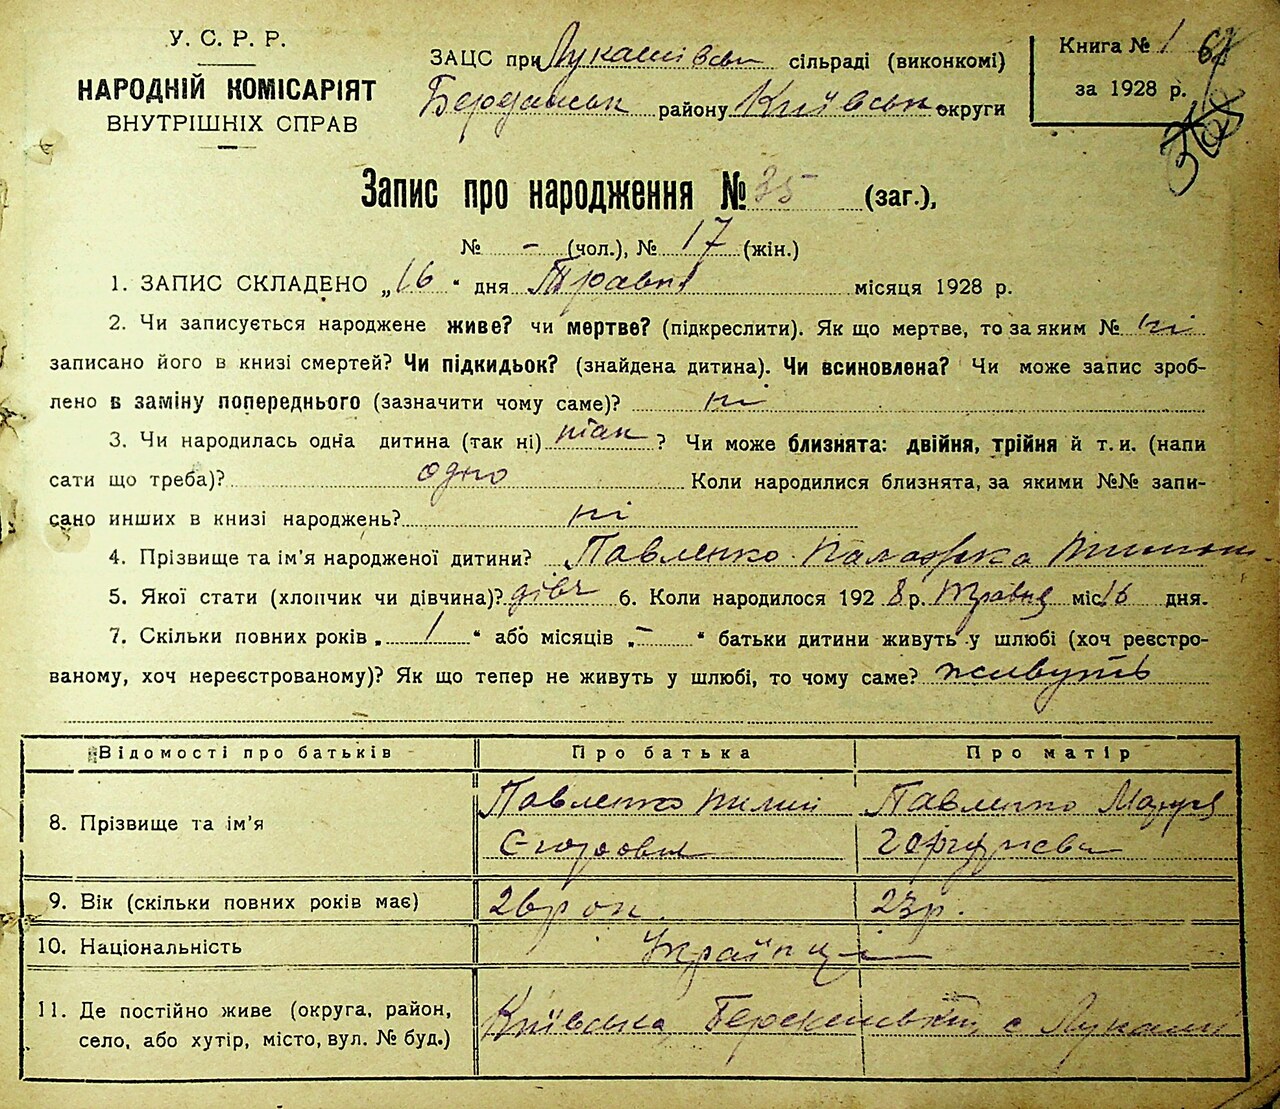 У. С. Р. Р.
НАРОДНІЙ КОМІСАРІЯТ
ВНУТРІШНІХ СПРАВ
ЗАЦС при Лукашівськ сільраді (виконкомі)
району Київськ округи
Книга № 1 67
за 1928 р.
Запис про народження № 35 (заг.),
№ - (чол.), № 17 (жін.)
1. ЗАПИС СКЛАДЕНО „16" дня Травня місяця 1928 р.
2. Чи записується народжене живе? чи мертве? (підкреслити). Як що мертве, то за яким № ні
записано його в книзі смертей? Чи підкидьок? (знайдена дитина). Чи всиновлена? Чи може запис зроб-
лено в заміну попереднього (зазначити чому саме)? ні
3. Чи народилась одна дитина (так ні) так ? Чи може близнята: двійня, трійня й т. и. (напи
сати що треба)? одно Коли народилися близнята, за якими №№ запи-
сано инших в книзі народжень? ні
4. Прізвище та ім'я народженої дитини? Павленко Палажка
5. Якої стати (хлопчик чи дівчина)? дівч 6. Коли народилося 1928 р. Травня міс 16 дня.
7. Скільки повних років „ 1 " або місяців „ - " батьки дитини живуть у шлюбі (хоч реєстро-
ваному, хоч нереєстрованому)? Як що тепер не живуть у шлюбі, то чому саме? живуть
Відомості про батьків Про батька Про матір
8. Прізвище та ім'я Павленко Павленко

9. Вік (скільки повних років має) 26 рок. 23 р.
10. Національність Українці
11. Де постійно живе (округа, район,
село, або хутір, місто, вул. № буд.) Київська с Лукаші